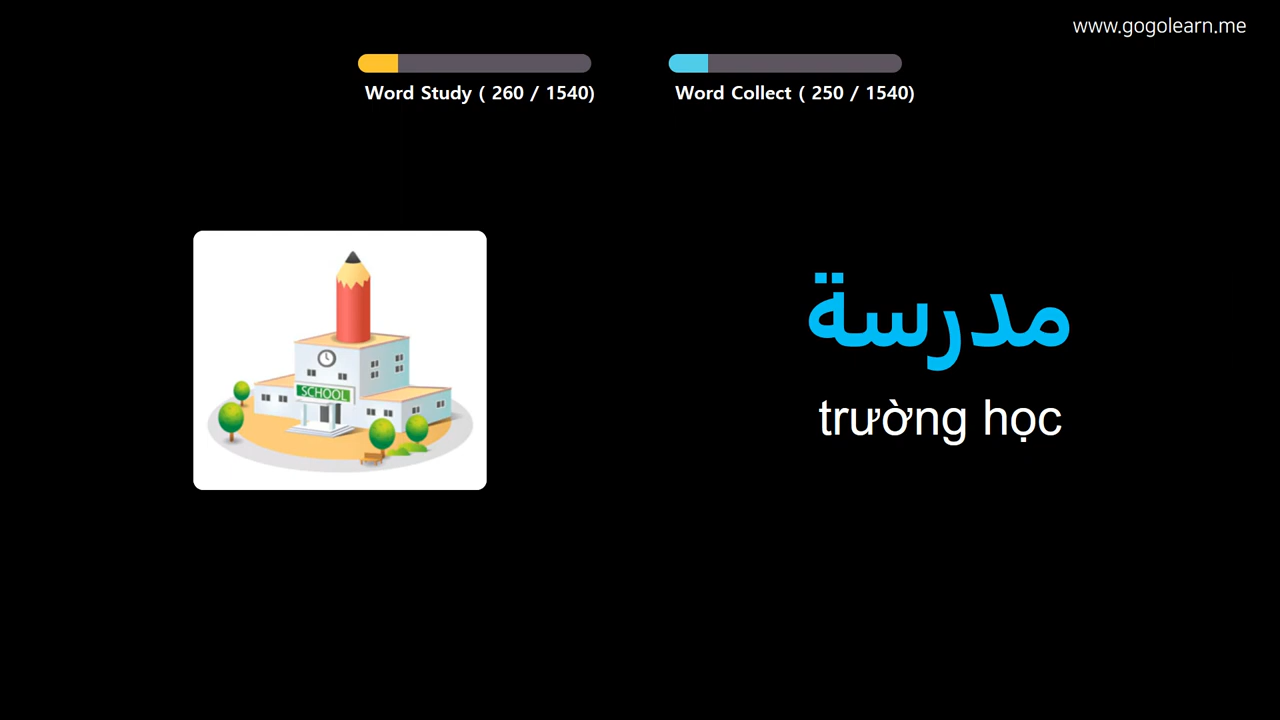 www.gogolearn.me
Word Study ( 260 / 1540)
Word Collect ( 250 / 1540)
SCHOOL
مدرسة
trường học